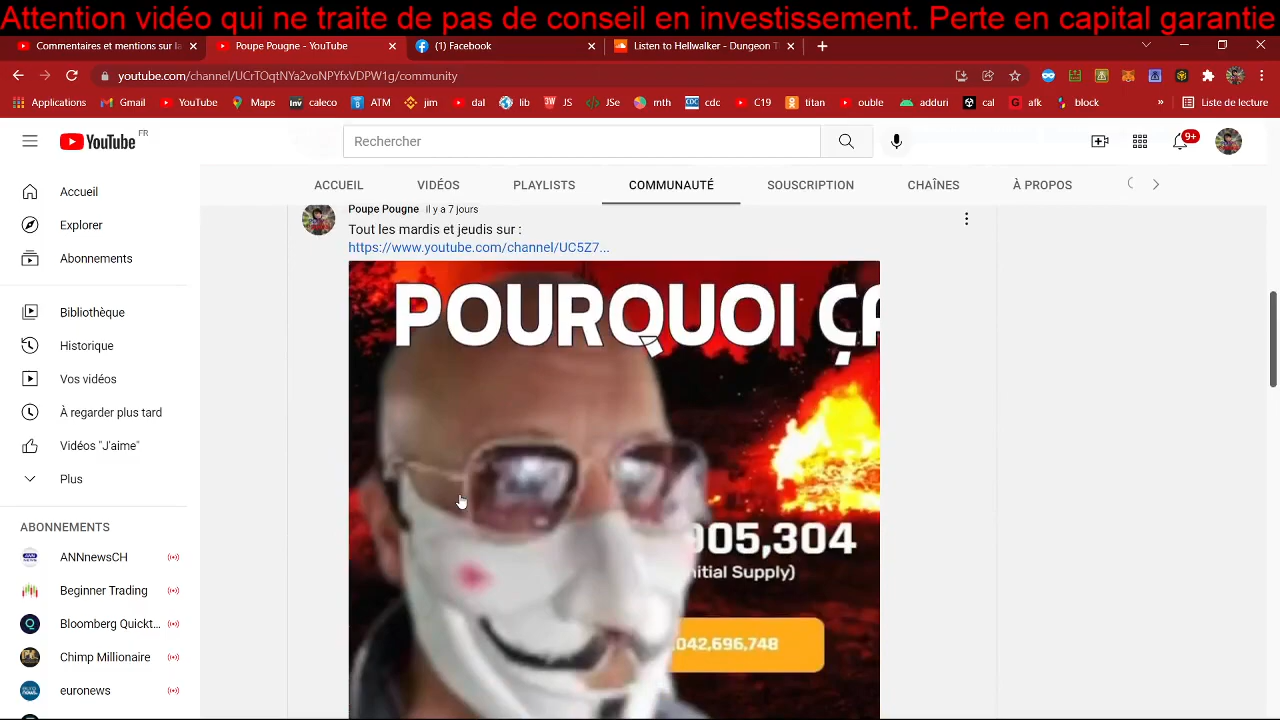 Attention vidéo qui ne traite de pas de conseil en investissement. Perte en capital garantie
Commentaires et mentions sur la
Poupe Pougne - YouTube
(1) Facebook
Listen to Hellwalker - Dungeon T
youtube.com/channel/UCrTOqtNYa2voNPYfxVDPW1g/community
Applications
Gmail
YouTube
Maps
caleco
ATM
jim
dal
lib
JS
JSe
mth
cdc
C19
titan
ouble
adduri
cal
afk
block
»
Liste de lecture
YouTube FR
Rechercher
9+
ACCUEIL
VIDÉOS
PLAYLISTS
COMMUNAUTÉ
SOUSCRIPTION
CHAÎNES
À PROPOS
Accueil
Explorer
Abonnements
Bibliothèque
Historique
Vos vidéos
À regarder plus tard
Vidéos "J'aime"
Plus
ABONNEMENTS
ANNnewsCH
Beginner Trading
Bloomberg Quickt...
Chimp Millionaire
euronews
Poupe Pougne il y a 7 jours
Tout les mardis et jeudis sur :
https://www.youtube.com/channel/UC5Z7...
POURQUOI ÇA
905,304
nitial Supply)
,042,696,748